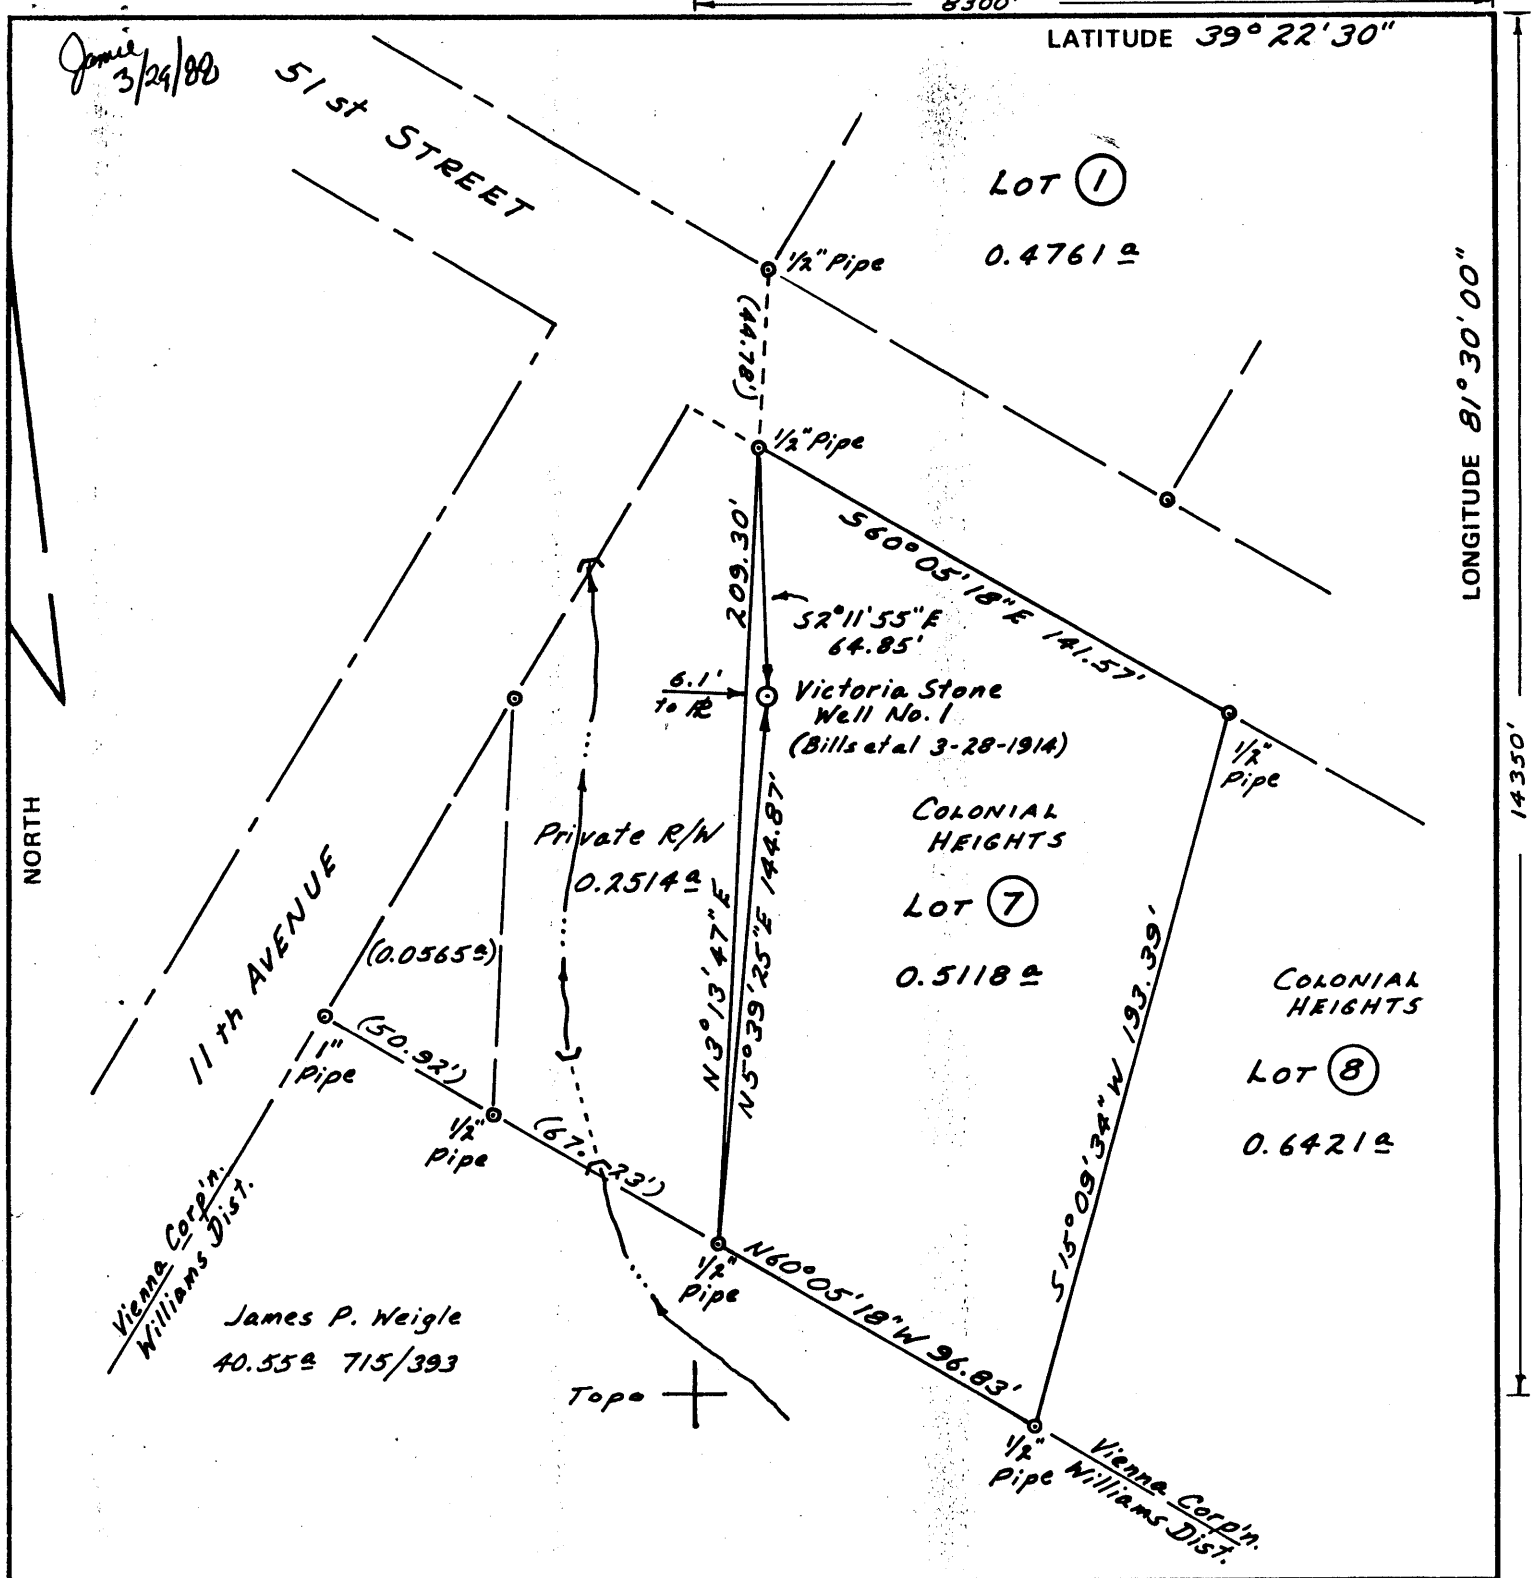 8300'
LATITUDE 39° 22' 30"
Jamie
3/29/88
51st STREET
LOT 1
0.4761 a
1/2" Pipe
(44.78')
LONGITUDE 81° 30' 00"
1/2" Pipe
209.30'
S60°05'18"E 141.57'
S2°11'55"E
64.85'
6.1'
to PL
Victoria Stone
Well No. 1
(Bills et al 3-28-1914)
1/2"
Pipe
14350'
NORTH
Private R/W
0.2514 a
COLONIAL
HEIGHTS
LOT 7
0.5118 a
N3°13'47"E
N5°39'25"E 144.87'
11th AVENUE
(0.0565 a)
S15°09'34"W 193.39'
COLONIAL
HEIGHTS
LOT 8
0.6421 a
1"
Pipe
(50.92')
1/2"
Pipe
(67.23')
Vienna Corp'n.
Williams Dist.
1/2"
Pipe
N60°05'18"W 96.83'
James P. Weigle
40.55 a 715/393
Topo
1/2"
Pipe
Vienna Corp'n.
Williams Dist.